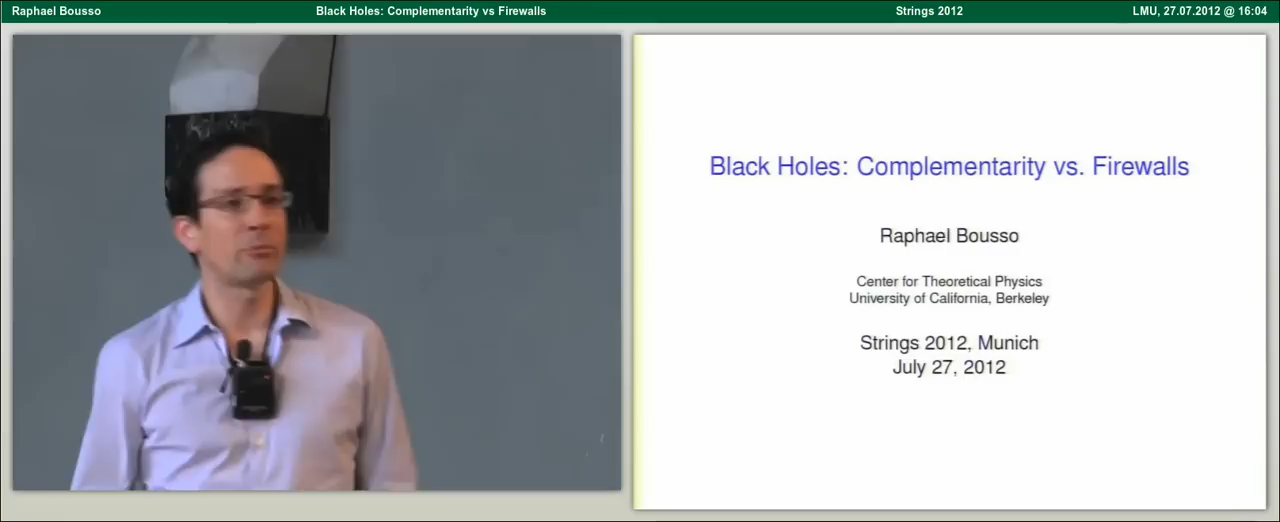 Raphael Bousso Black Holes: Complementarity vs Firewalls Strings 2012 LMU, 27.07.2012 @ 16:04
Black Holes: Complementarity vs. Firewalls
Raphael Bousso
Center for Theoretical Physics
University of California, Berkeley
Strings 2012, Munich
July 27, 2012